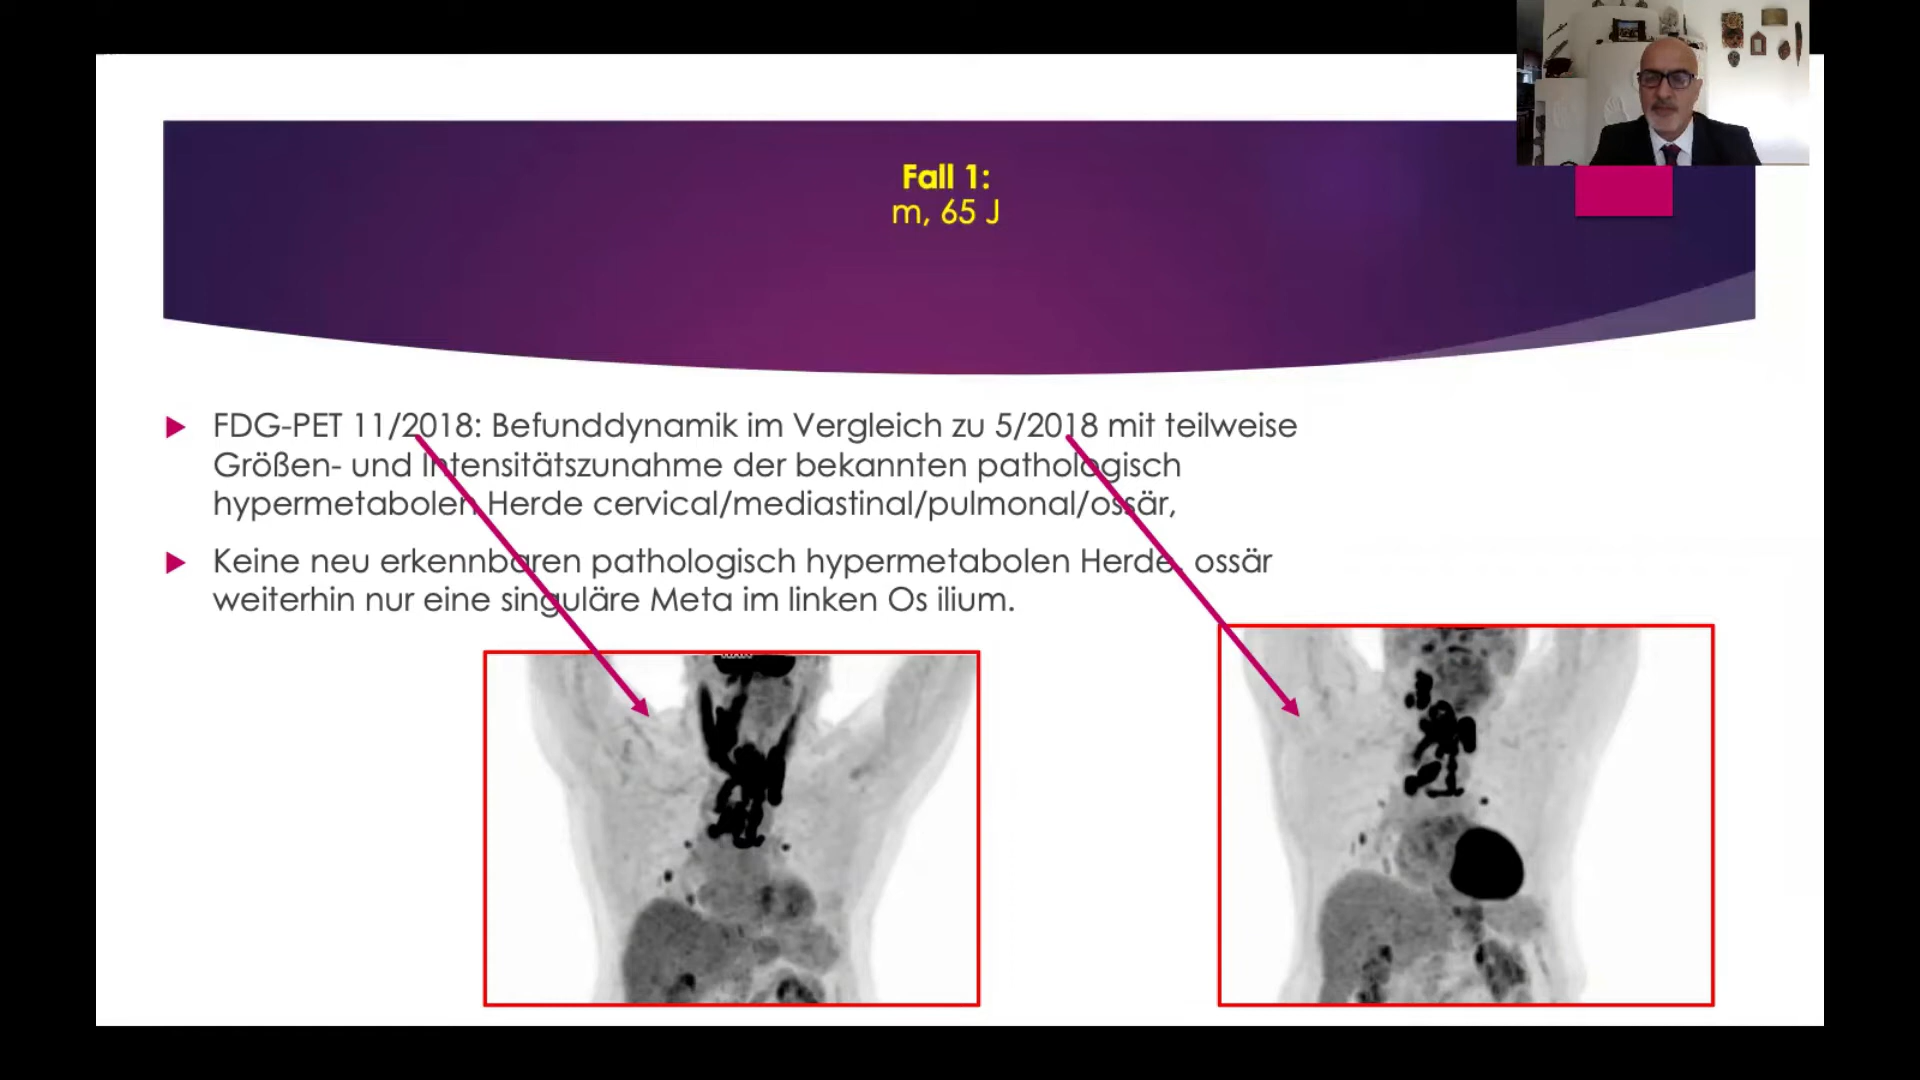 Fall 1:
m, 65 J
FDG-PET 11/2018: Befunddynamik im Vergleich zu 5/2018 mit teilweise
Größen- und Intensitätszunahme der bekannten pathologisch
hypermetabolen Herde cervical/mediastinal/pulmonal/ossär,
Keine neu erkennbaren pathologisch hypermetabolen Herde, ossär
weiterhin nur eine singuläre Meta im linken Os ilium.